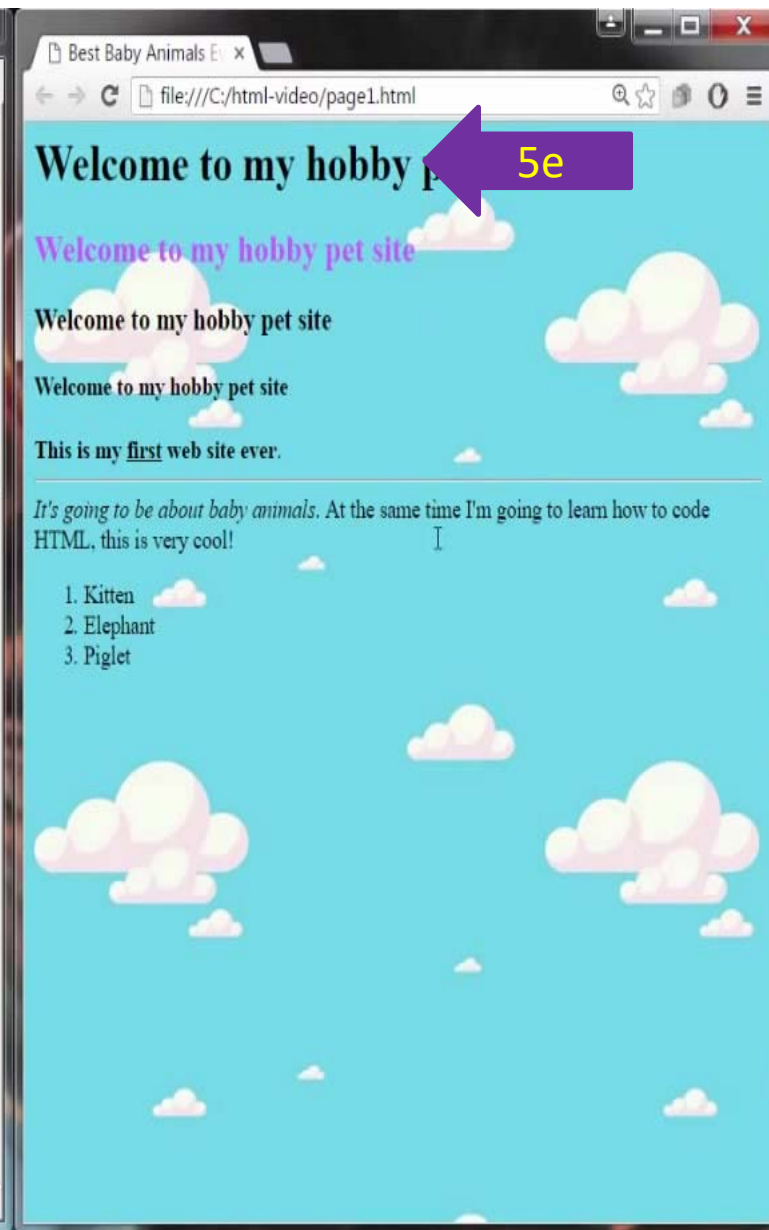 Best Baby Animals E
file:///C:/html-video/page1.html
Welcome to my hobby p
5e
Welcome to my hobby pet site
Welcome to my hobby pet site
Welcome to my hobby pet site
This is my first web site ever.
It's going to be about baby animals. At the same time I'm going to learn how to code
HTML, this is very cool!
1. Kitten
2. Elephant
3. Piglet